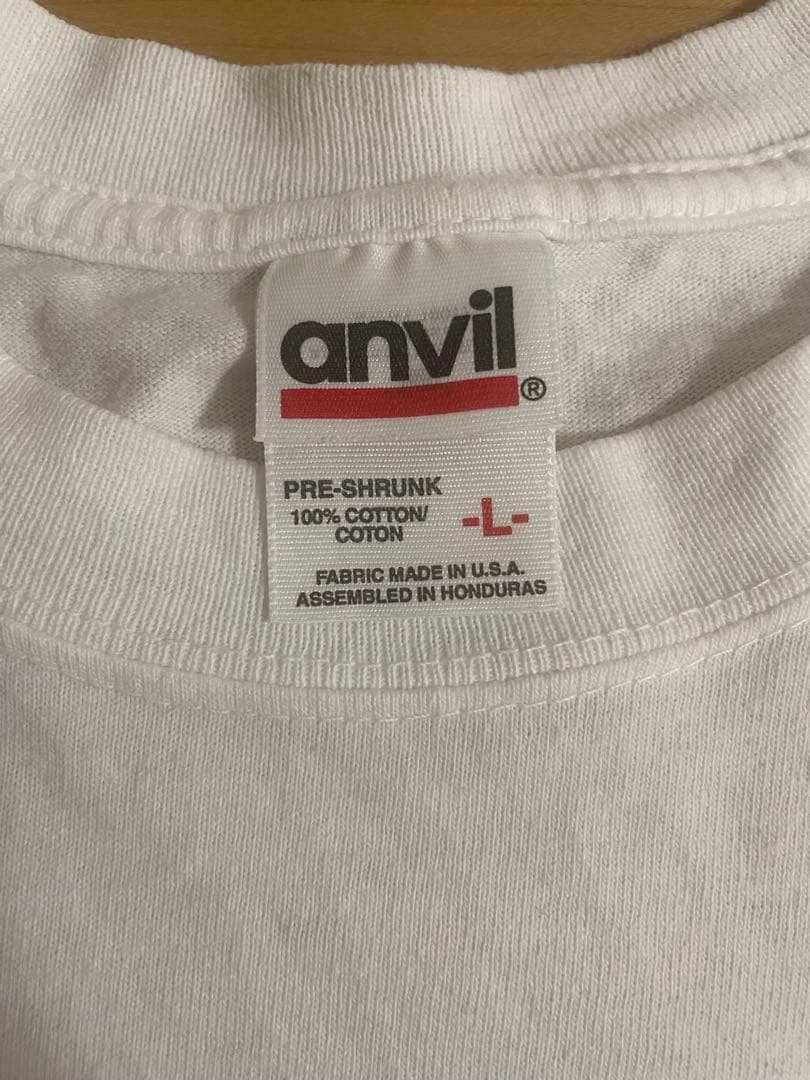 anvil®
PRE-SHRUNK
100% COTTON/
COTON
-L-
FABRIC MADE IN U.S.A.
ASSEMBLED IN HONDURAS